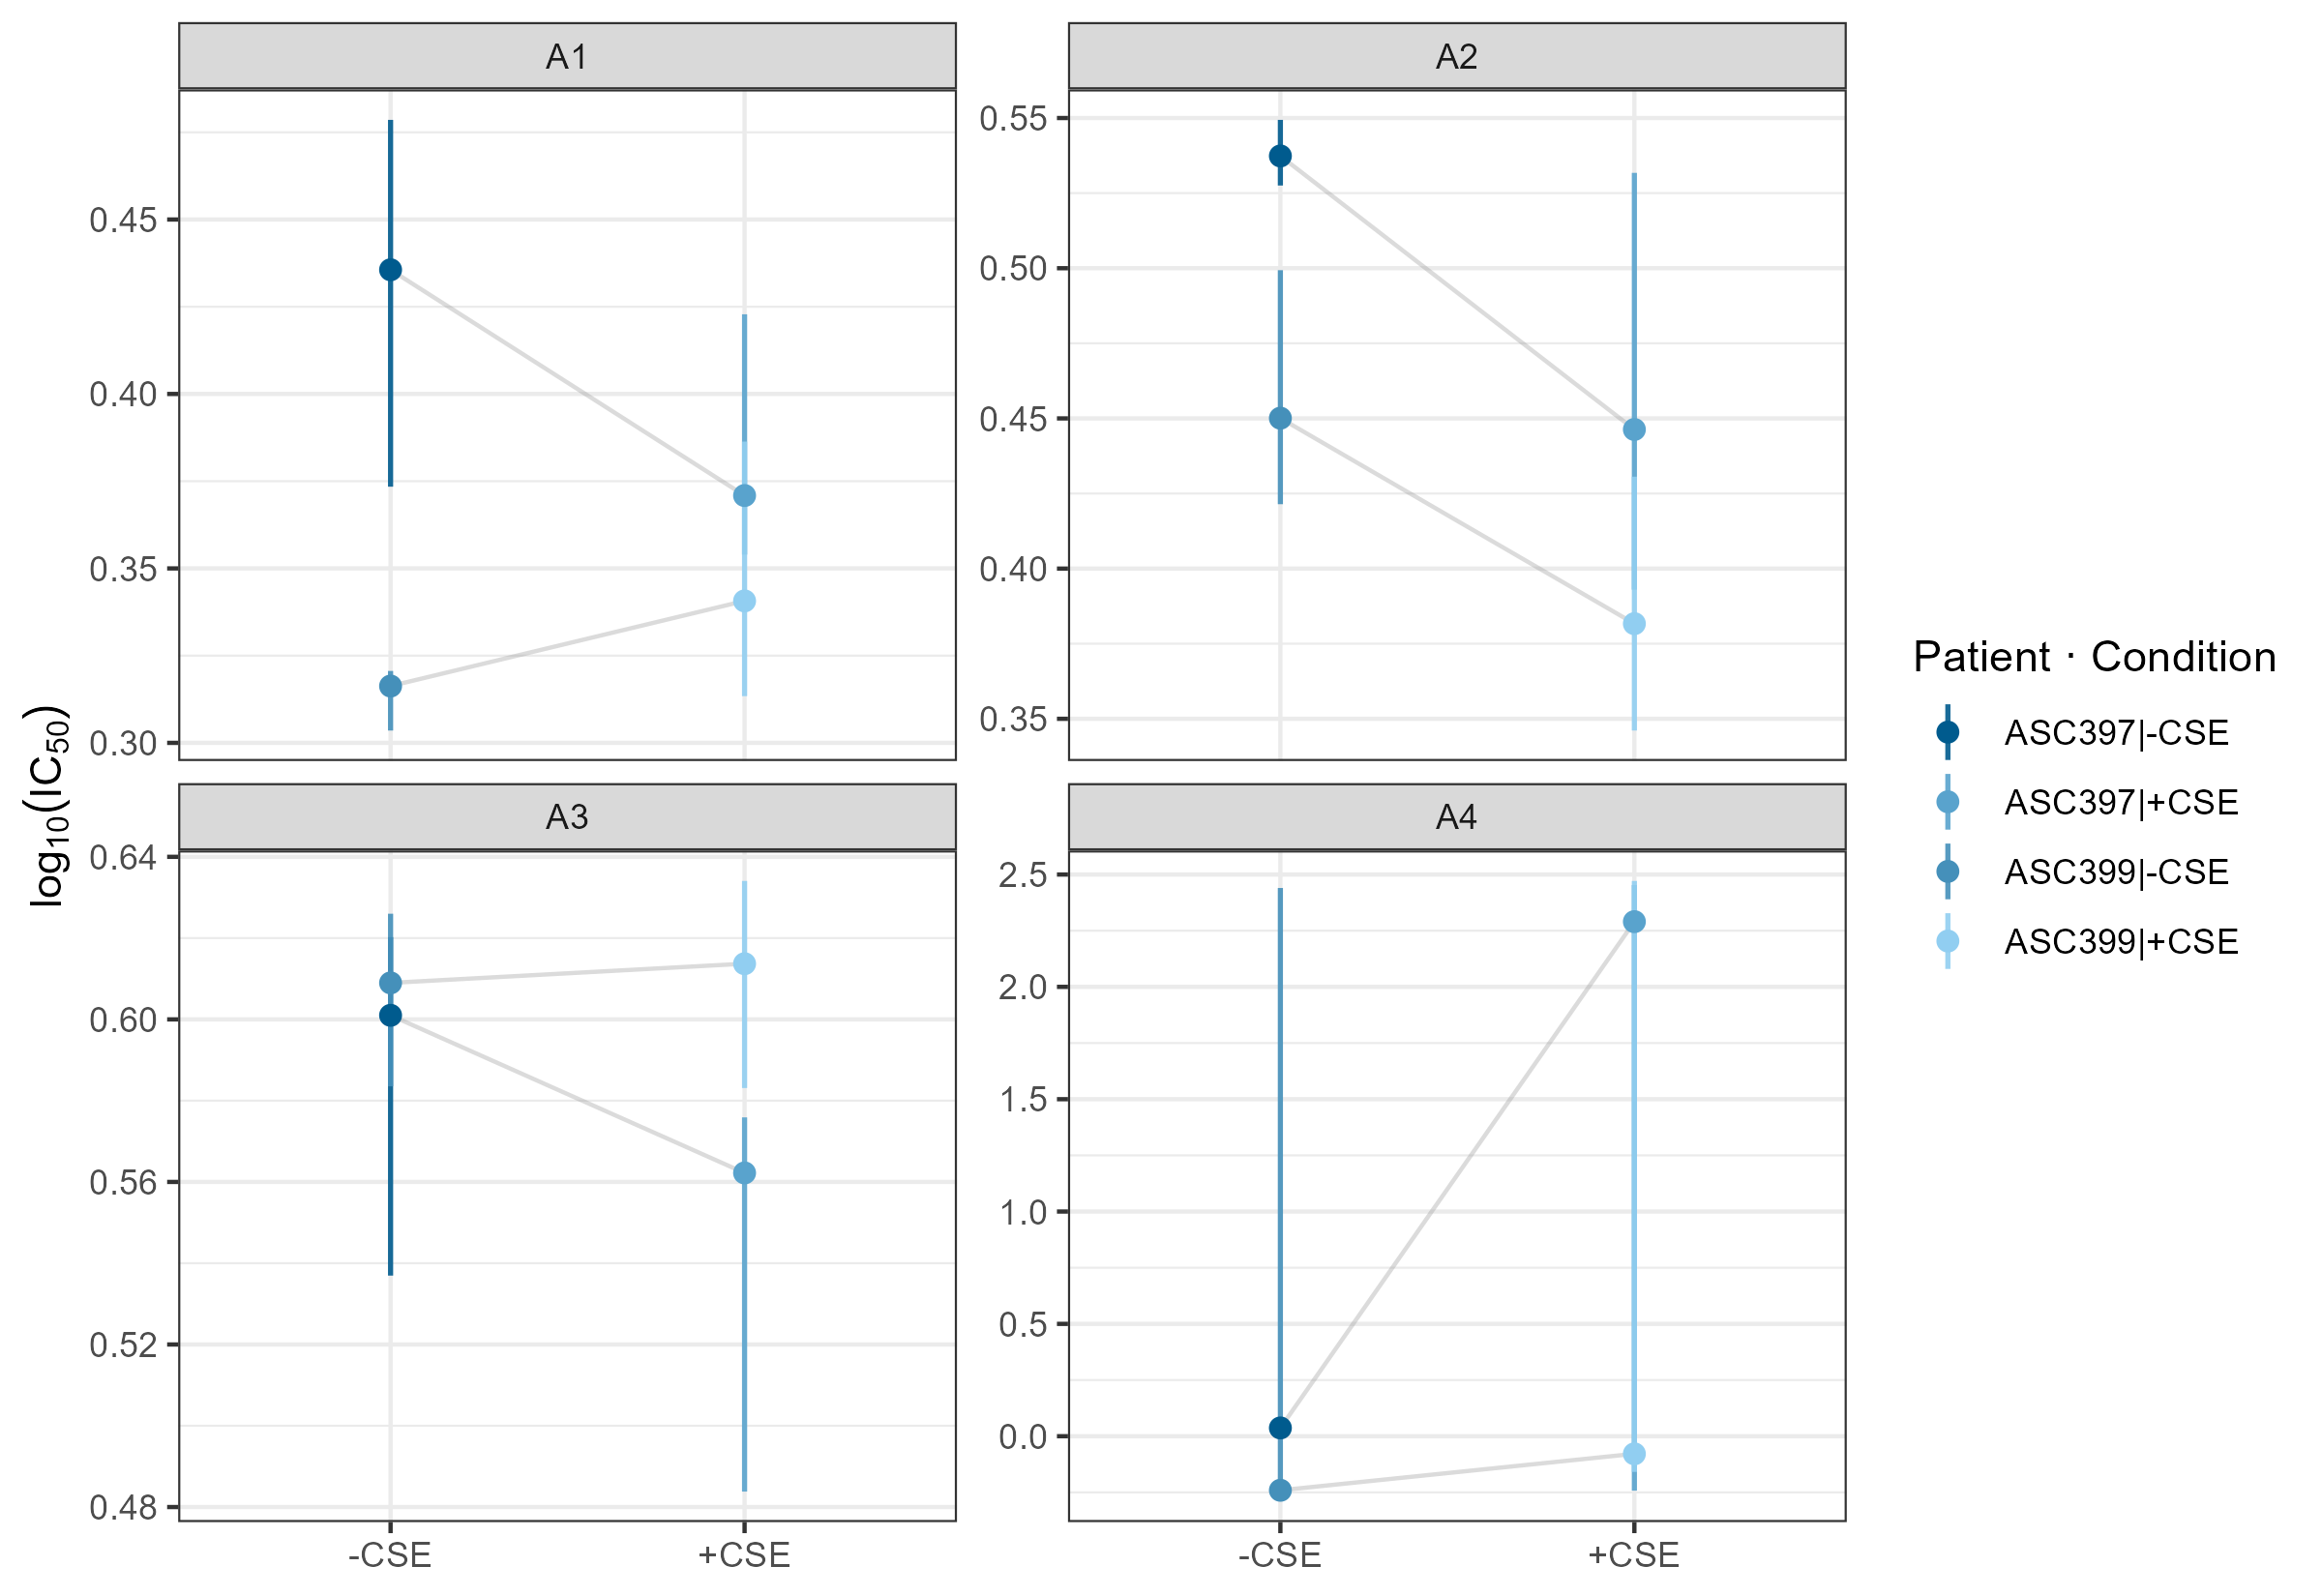 A1
A2
0.45
0.40
0.35
0.30
0.55
0.50
0.45
0.40
0.35
log₁₀(IC₅₀)
A3
A4
0.64
0.60
0.56
0.52
0.48
2.5
2.0
1.5
1.0
0.5
0.0
-CSE
+CSE
-CSE
+CSE
Patient · Condition
ASC397|-CSE
ASC397|+CSE
ASC399|-CSE
ASC399|+CSE